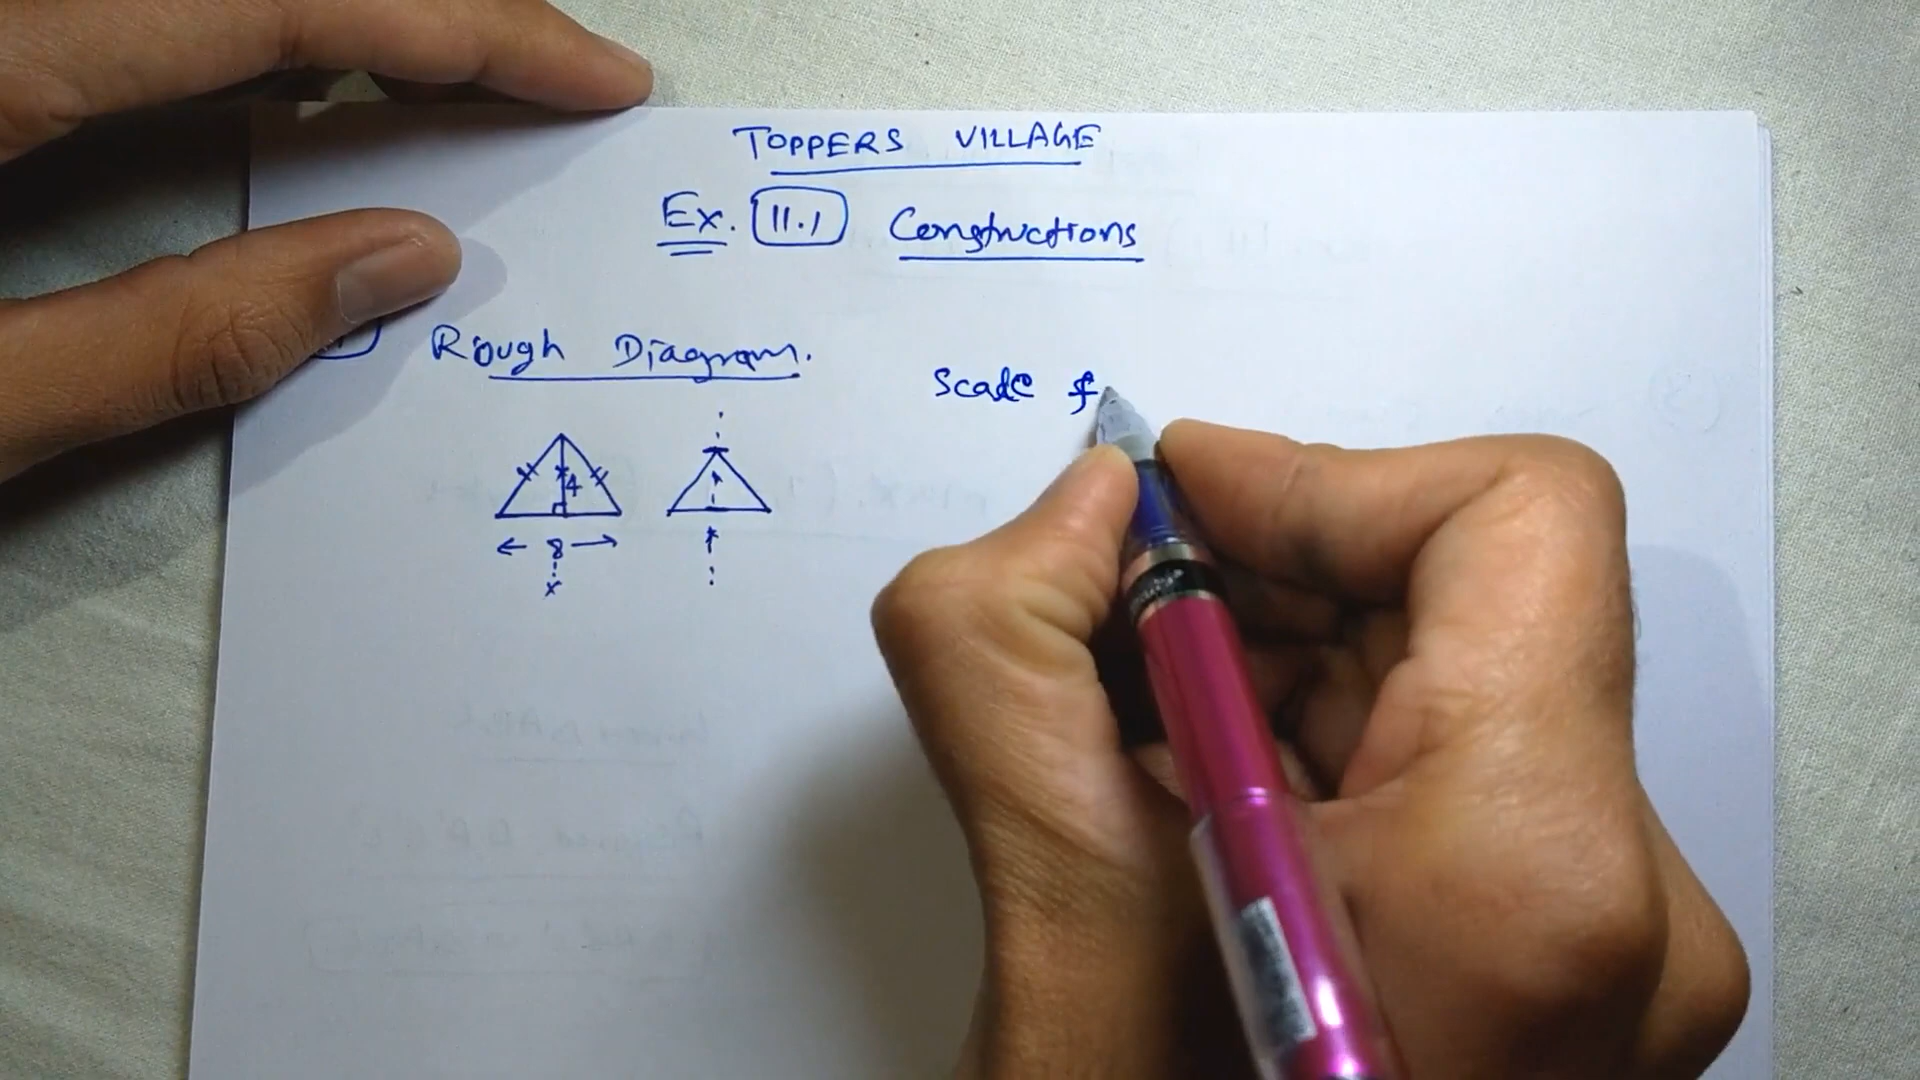 TOPPERS VILLAGE
Ex. 11.1 Constructions
Rough Diagram.
Scale f
4
8
x